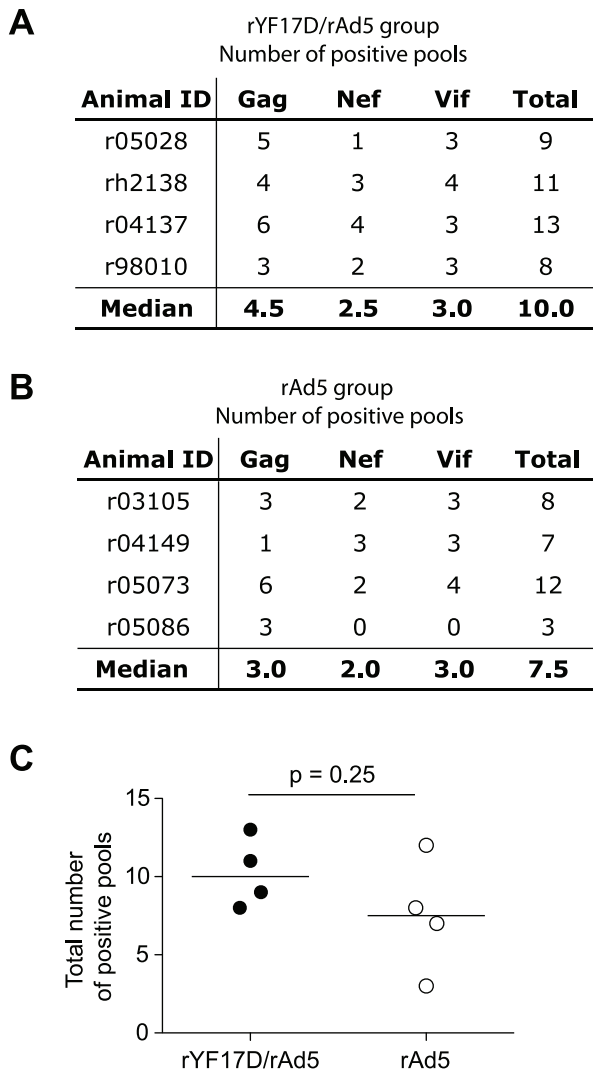 A
rYF17D/rAd5 group
Number of positive pools
Animal ID Gag Nef Vif Total
r05028 5 1 3 9
rh2138 4 3 4 11
r04137 6 4 3 13
r98010 3 2 3 8
Median 4.5 2.5 3.0 10.0
B
rAd5 group
Number of positive pools
Animal ID Gag Nef Vif Total
r03105 3 2 3 8
r04149 1 3 3 7
r05073 6 2 4 12
r05086 3 0 0 3
Median 3.0 2.0 3.0 7.5
C
p = 0.25
Total number
of positive pools
15
10
5
0
rYF17D/rAd5 rAd5